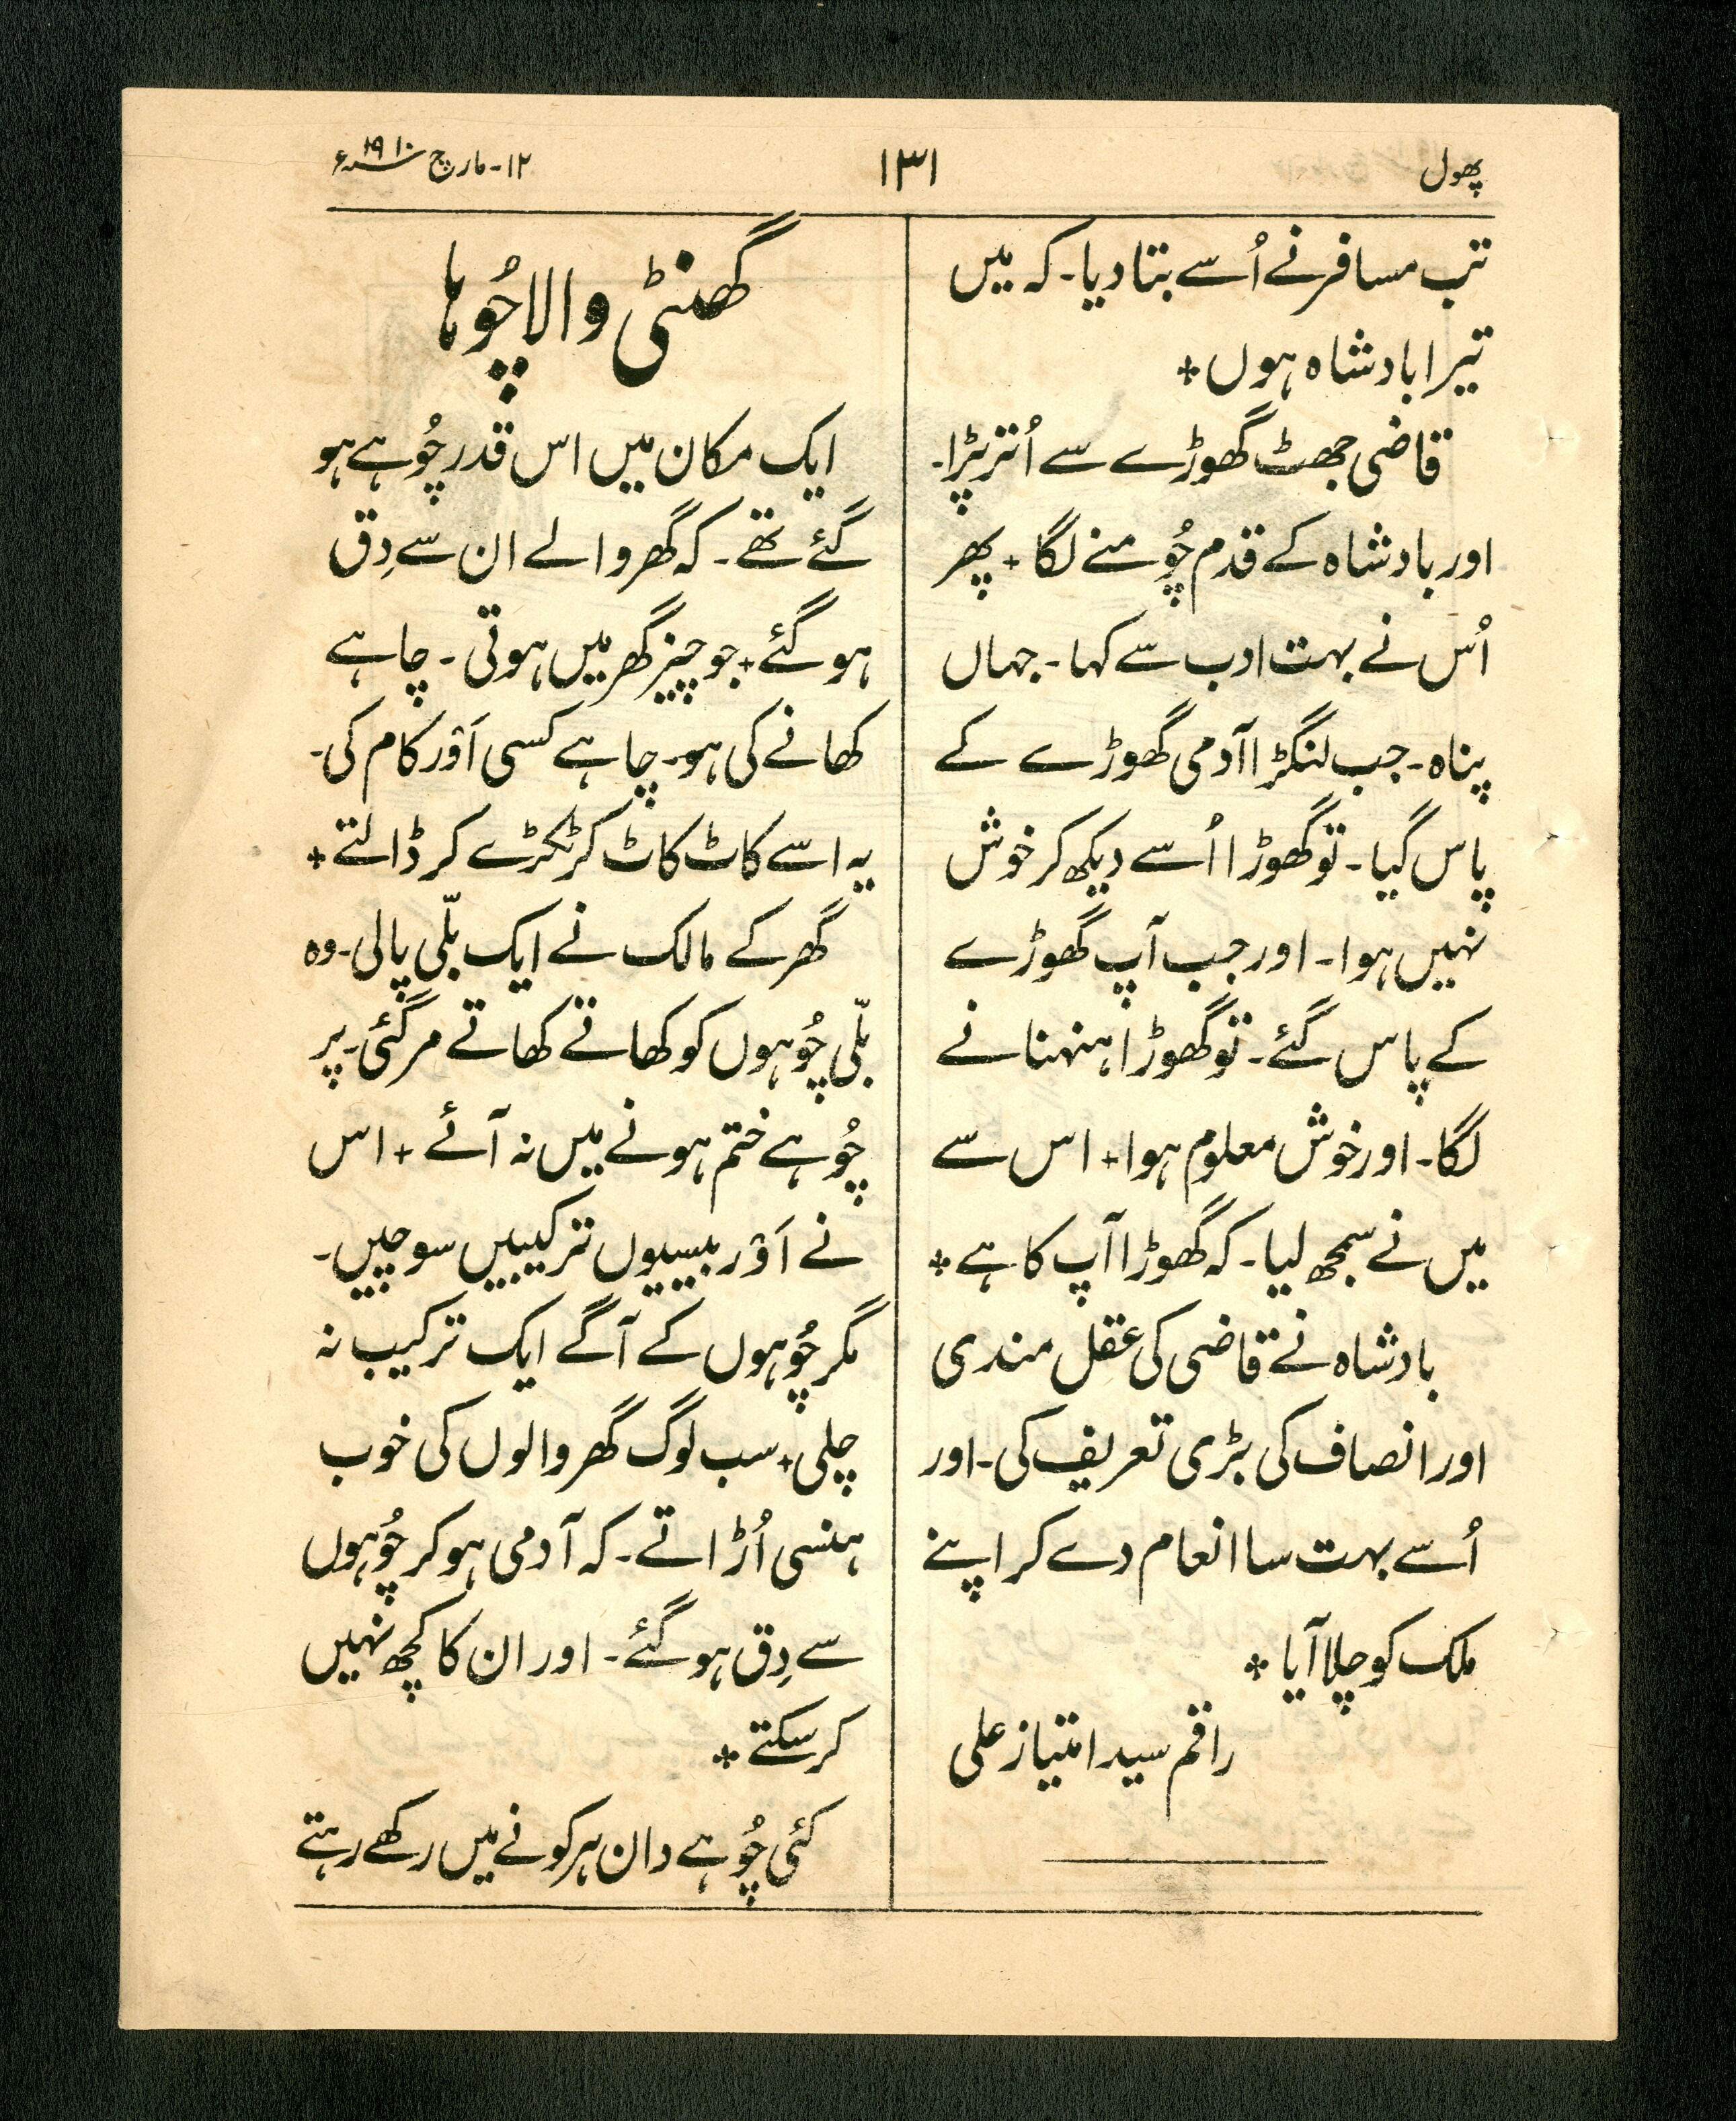 پھول
۱۳۱
۱۲-مارچ ۱۹۱۰ء
تب مسافر نے اُسے بتا دیا۔ کہ میں
تیرا بادشاہ ہوں ٭
قاضی جھٹ گھوڑے سے اُتر پڑا۔
اور بادشاہ کے قدم چُومنے لگا + پھر
اُس نے بہت ادب سے کہا۔ جہاں
پناہ۔ جب لنگڑا آدمی گھوڑے کے
پاس گیا۔ تو گھوڑا اُسے دیکھ کر خوش
نہیں ہوا۔ اور جب آپ گھوڑے
کے پاس گئے۔ تو گھوڑا ہنہنانے
لگا۔ اور خوش معلوم ہوا + اس سے
میں نے سمجھ لیا۔ کہ گھوڑا آپ کا ہے ٭
بادشاہ نے قاضی کی عقل مندی
اور انصاف کی بڑی تعریف کی۔ اور
اُسے بہت سا انعام دے کر اپنے
ملک کو چلا آیا ٭
راقم سید امتیاز علی
گھنٹی والا چُوہا
ایک مکان میں اس قدر چُوہے ہو
گئے تھے۔ کہ گھر والے ان سے دِق
ہو گئے + جو چیز گھر میں ہوتی۔ چاہے
کھانے کی ہو۔ چاہے کسی اَوْر کام کی۔
یہ اسے کاٹ کاٹ کر ٹکڑے کر ڈالتے +
گھر کے مالک نے ایک بلّی پالی۔ وہ
بلّی چُوہوں کو کھاتے کھاتے مر گئی۔ پر
چُوہے ختم ہونے میں نہ آئے + اس
نے اَوْر بیسیوں ترکیبیں سوچیں۔
مگر چُوہوں کے آگے ایک ترکیب نہ
چلی + سب لوگ گھر والوں کی خوب
ہنسی اُڑاتے۔ کہ آدمی ہو کر چُوہوں
سے دِق ہو گئے۔ اور ان کا کچھ نہیں
کر سکتے ٭
کئی چُوہے دان ہر کونے میں رکھے رہتے